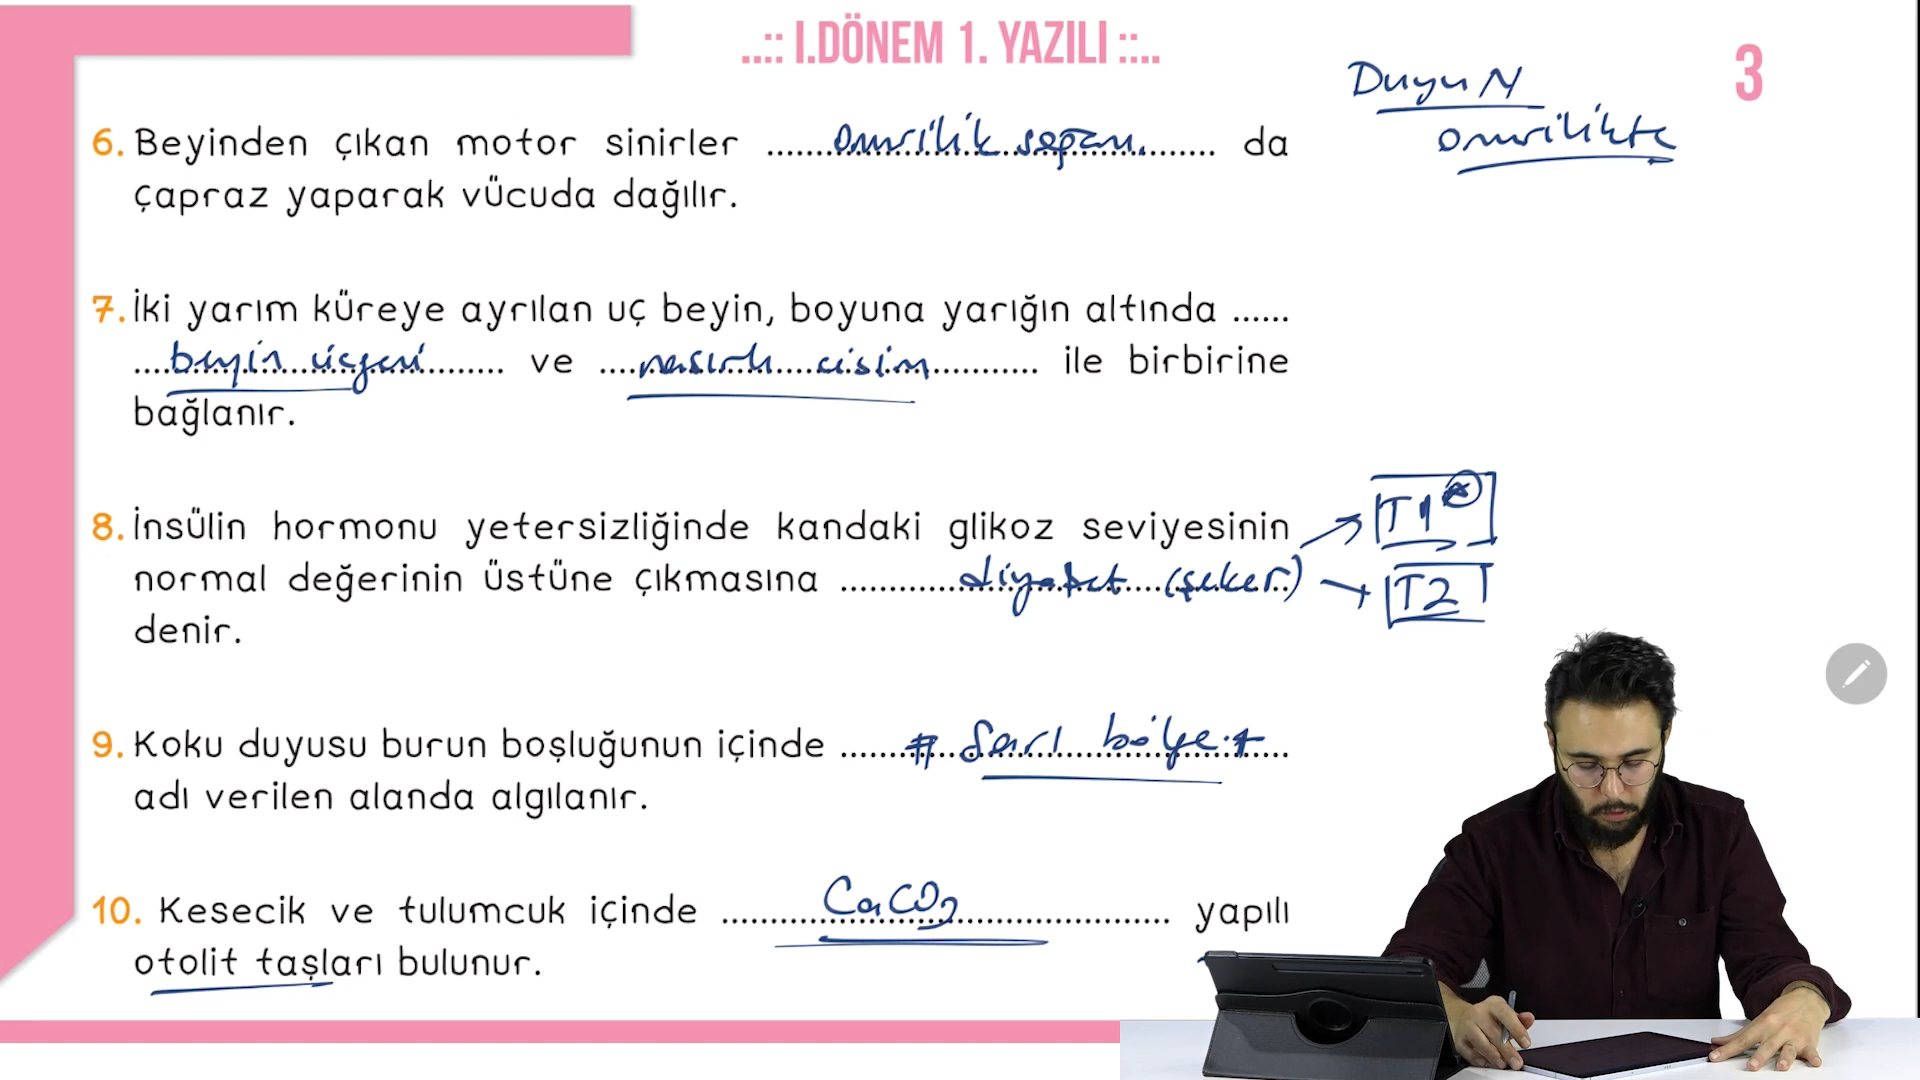 ..:: I.DÖNEM 1. YAZILI ::..
3
Duyu N
omurilikte
6. Beyinden çıkan motor sinirler ....... omurilik soğanı ....... da
çapraz yaparak vücuda dağılır.
7. İki yarım küreye ayrılan uç beyin, boyuna yarığın altında ......
.... beyin üçgeni ....... ve .... nasırlı cisim ........... ile birbirine
bağlanır.
8. İnsülin hormonu yetersizliğinde kandaki glikoz seviyesinin
normal değerinin üstüne çıkmasına ............ diyabet (şeker)
denir.
T1
T2
9. Koku duyusu burun boşluğunun içinde ....... Sarı bölge
adı verilen alanda algılanır.
10. Kesecik ve tulumcuk içinde .......... CaCO3 ................ yapılı
otolit taşları bulunur.